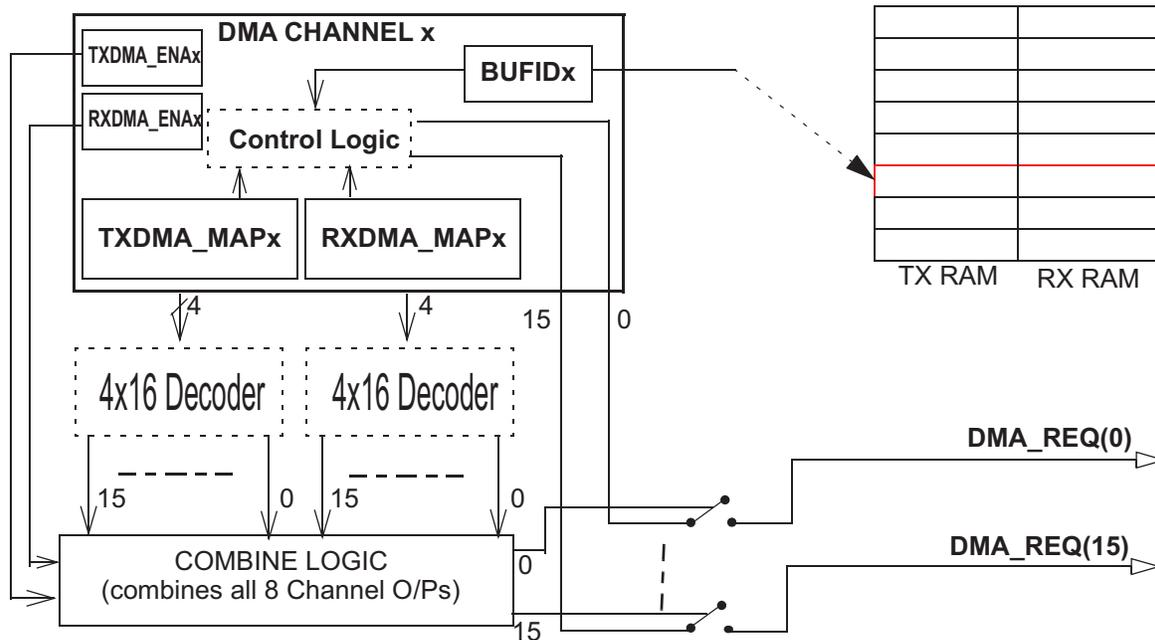 DMA CHANNEL x
TXDMA_ENAx
BUFIDx
RXDMA_ENAx
Control Logic
TXDMA_MAPx
RXDMA_MAPx
TX RAM
RX RAM
4
4
15
0
4x16 Decoder
4x16 Decoder
DMA_REQ(0)
15
0
15
0
COMBINE LOGIC
(combines all 8 Channel O/Ps)
0
DMA_REQ(15)
15